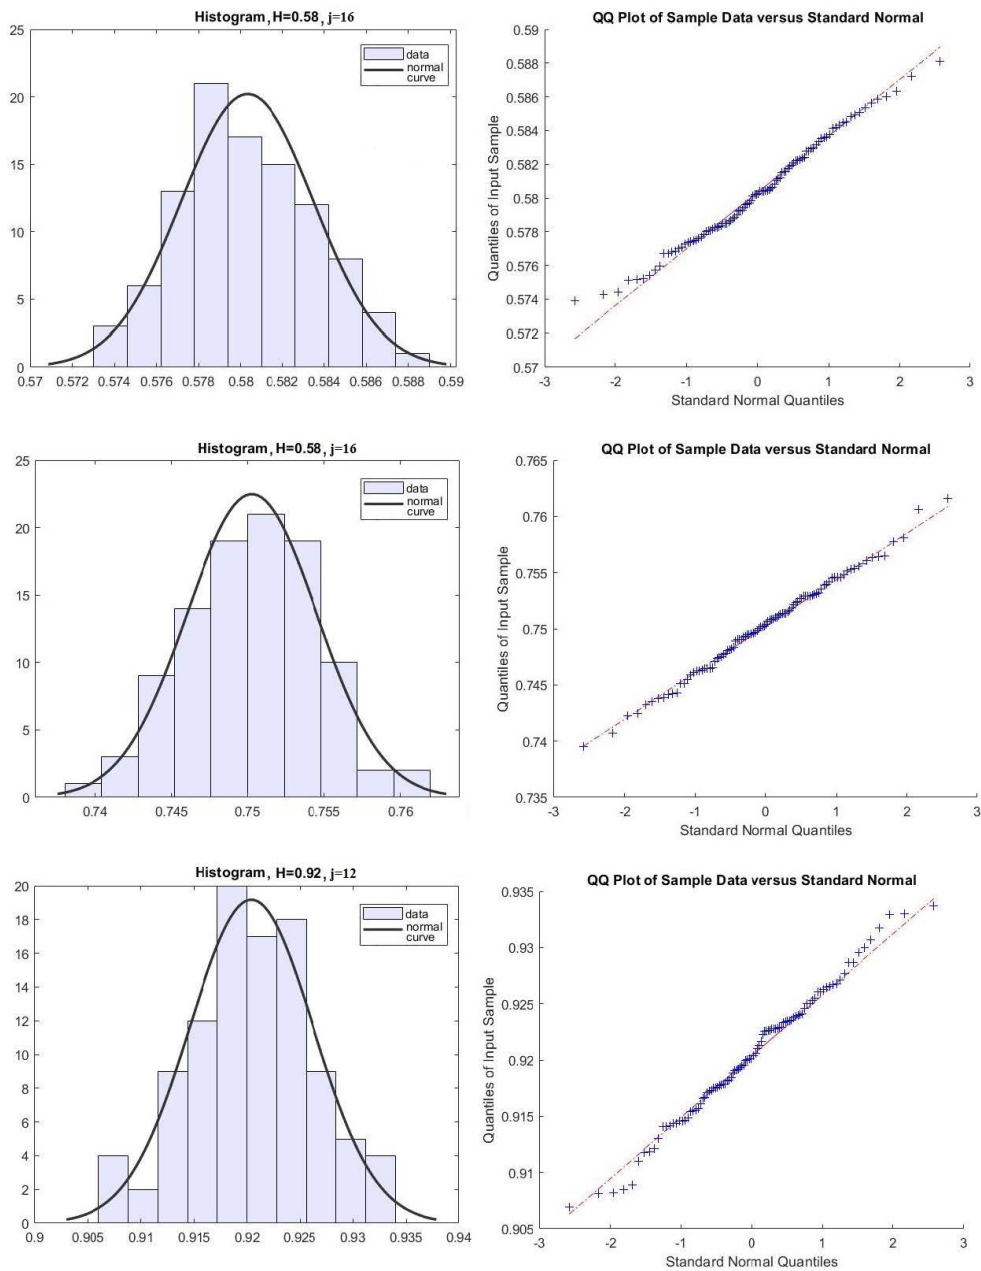 Histogram, H=0.58, j=16
25
20
15
10
5
0
0.57 0.572 0.574 0.576 0.578 0.58 0.582 0.584 0.586 0.588 0.59
data
normal
curve
QQ Plot of Sample Data versus Standard Normal
Quantiles of Input Sample
0.59
0.588
0.586
0.584
0.582
0.58
0.578
0.576
0.574
0.572
0.57
-3 -2 -1 0 1 2 3
Standard Normal Quantiles
Histogram, H=0.58, j=16
25
20
15
10
5
0
0.74 0.745 0.75 0.755 0.76
data
normal
curve
QQ Plot of Sample Data versus Standard Normal
Quantiles of Input Sample
0.765
0.76
0.755
0.75
0.745
0.74
0.735
-3 -2 -1 0 1 2 3
Standard Normal Quantiles
Histogram, H=0.92, j=12
20
18
16
14
12
10
8
6
4
2
0
0.9 0.905 0.91 0.915 0.92 0.925 0.93 0.935 0.94
data
normal
curve
QQ Plot of Sample Data versus Standard Normal
Quantiles of Input Sample
0.935
0.93
0.925
0.92
0.915
0.91
0.905
-3 -2 -1 0 1 2 3
Standard Normal Quantiles